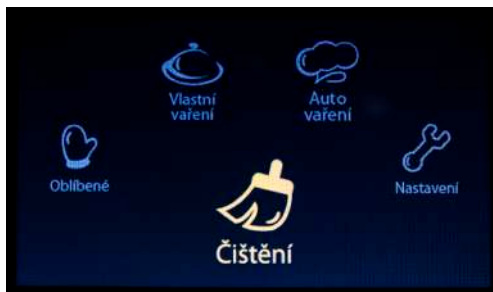 Vlastní
vaření
Auto
vaření
Oblíbené
Nastavení
Čištění